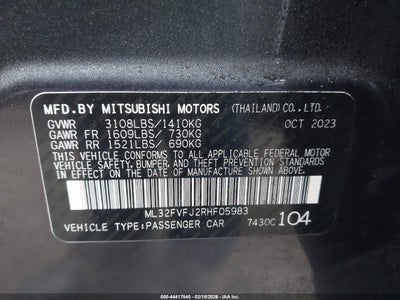 MFD.BY MITSUBISHI MOTORS (THAILAND) CO., LTD.
GVWR 3108LBS/1410KG OCT 2023
GAWR FR 1609LBS/ 730KG
GAWR RR 1521LBS/ 690KG
THIS VEHICLE CONFORMS TO ALL APPLICABLE
FEDERAL MOTOR VEHICLE SAFETY, BUMPER,
AND THEFT PREVENTION STANDARDS IN EFFECT
ON THE DATE OF MANUFACTURE SHOWN ABOVE.
ML32FVFJ2RHF05983
VEHICLE TYPE:PASSENGER CAR 7430C 104
000-44417840 - 02/18/2026 - IAAI.COM